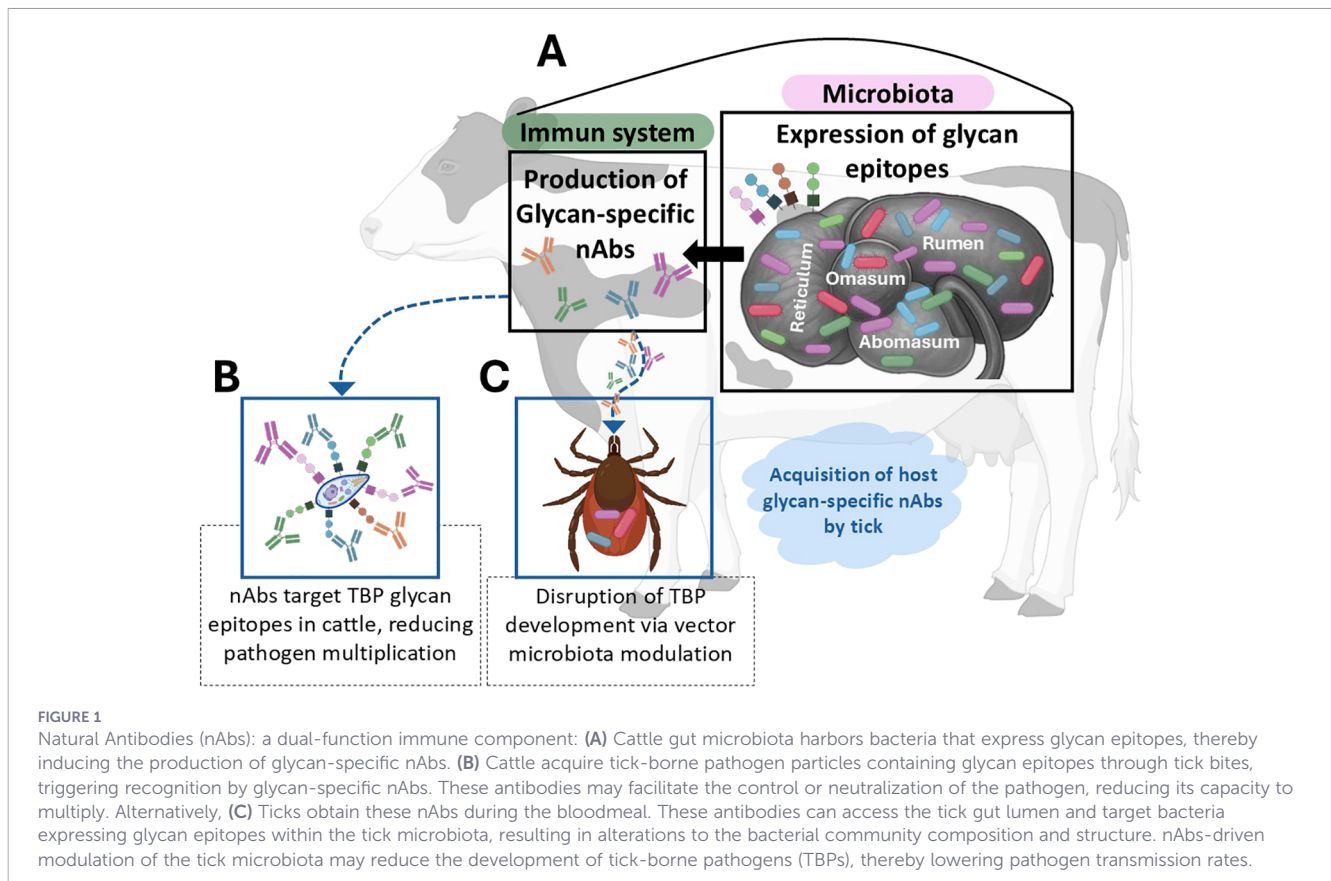 A
Microbiota
Immun system
Expression of glycan
epitopes
Production of
Glycan-specific
nAbs
Reticulum
Rumen
Omasum
Abomasum
B
C
Acquisition of host
glycan-specific nAbs
by tick
nAbs target TBP glycan
epitopes in cattle, reducing
pathogen multiplication
Disruption of TBP
development via vector
microbiota modulation
FIGURE 1
Natural Antibodies (nAbs): a dual-function immune component: (A) Cattle gut microbiota harbors bacteria that express glycan epitopes, thereby
inducing the production of glycan-specific nAbs. (B) Cattle acquire tick-borne pathogen particles containing glycan epitopes through tick bites,
triggering recognition by glycan-specific nAbs. These antibodies may facilitate the control or neutralization of the pathogen, reducing its capacity to
multiply. Alternatively, (C) Ticks obtain these nAbs during the bloodmeal. These antibodies can access the tick gut lumen and target bacteria
expressing glycan epitopes within the tick microbiota, resulting in alterations to the bacterial community composition and structure. nAbs-driven
modulation of the tick microbiota may reduce the development of tick-borne pathogens (TBPs), thereby lowering pathogen transmission rates.